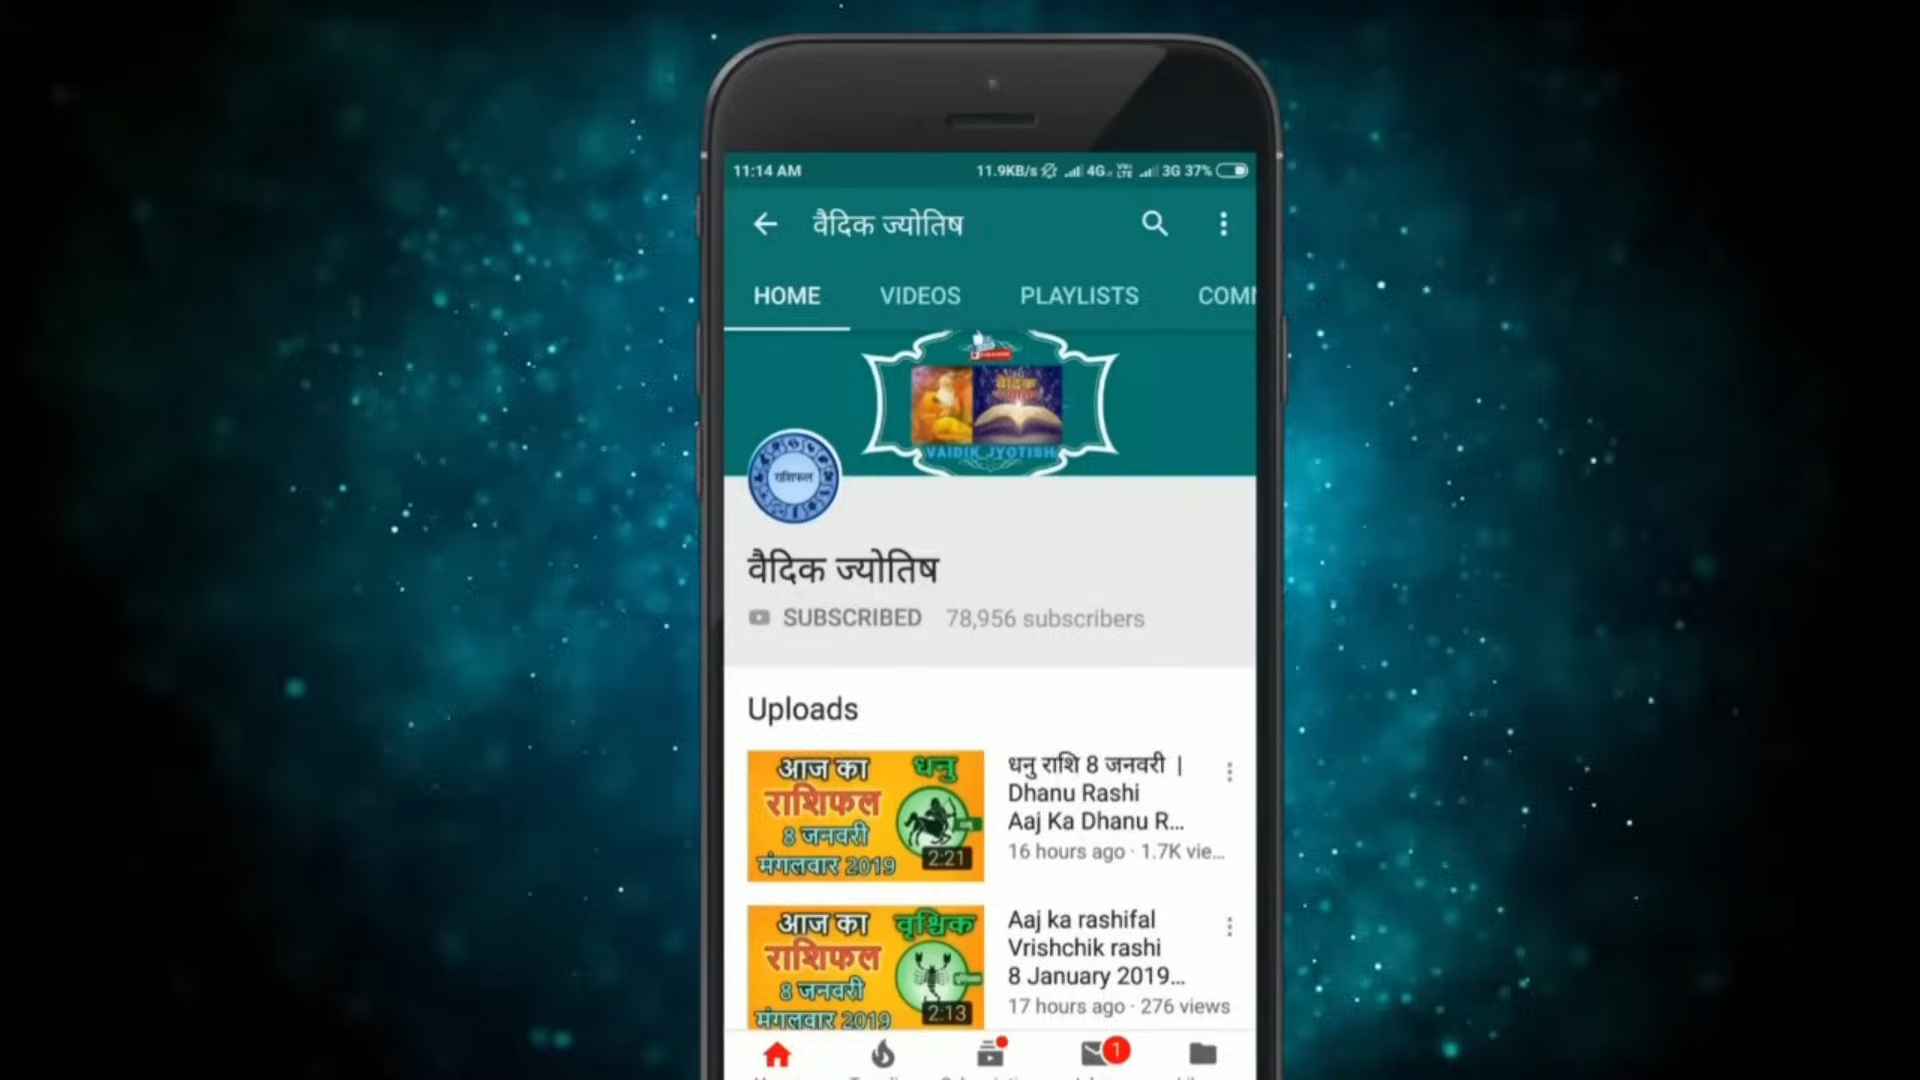 11:14 AM 11.9KB/s 4G VoLTE 3G 37%
वैदिक ज्योतिष
HOME VIDEOS PLAYLISTS COMM
वैदिक
VAIDIK JYOTISH
राशिफल
वैदिक ज्योतिष
SUBSCRIBED 78,956 subscribers
Uploads
आज का धनु
राशिफल
8 जनवरी
मंगलवार 2019
2:21
धनु राशि 8 जनवरी |
Dhanu Rashi
Aaj Ka Dhanu R...
16 hours ago · 1.7K vie...
आज का वृश्चिक
राशिफल
8 जनवरी
मंगलवार 2019
2:13
Aaj ka rashifal
Vrishchik rashi
8 January 2019...
17 hours ago · 276 views
1